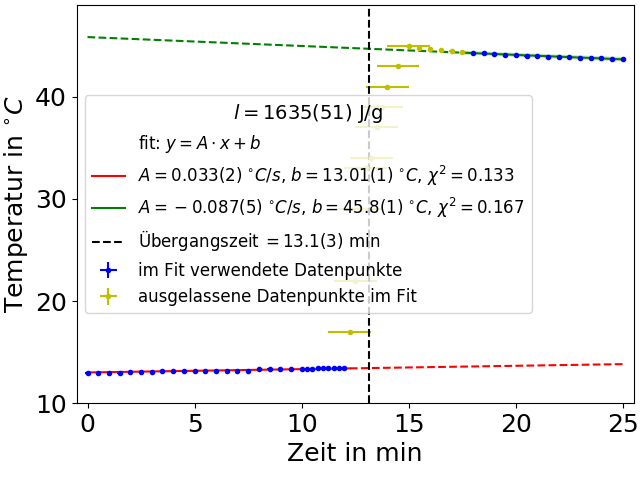 Temperatur in °C
40
30
20
10
l = 1635(51) J/g
fit: y = A · x + b
A = 0.033(2) °C/s, b = 13.01(1) °C, χ² = 0.133
A = −0.087(5) °C/s, b = 45.8(1) °C, χ² = 0.167
Übergangszeit = 13.1(3) min
im Fit verwendete Datenpunkte
ausgelassene Datenpunkte im Fit
0 5 10 15 20 25
Zeit in min